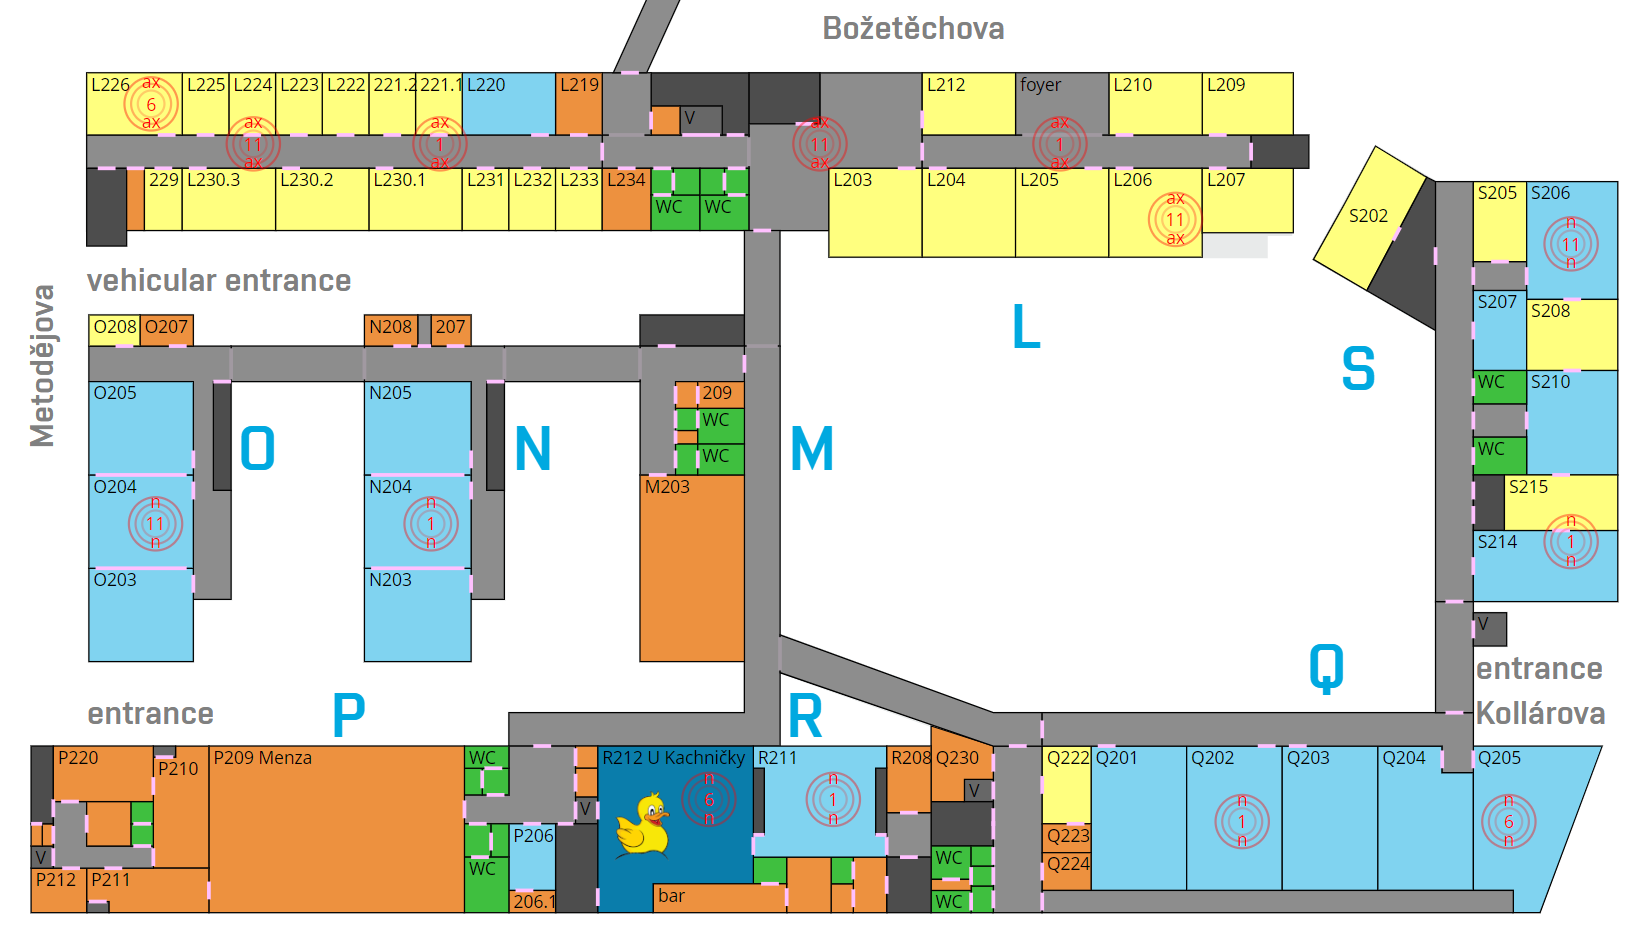 Božetěchova
L226
L225
L224
L223
L222
221.2
221.1
L220
L219
V
L212
foyer
L210
L209
ax
6
ax
ax
11
ax
ax
1
ax
ax
11
ax
ax
1
ax
229
L230.3
L230.2
L230.1
L231
L232
L233
L234
WC
WC
L203
L204
L205
L206
L207
ax
11
ax
S202
S205
S206
n
11
n
vehicular entrance
Metodějova
O208
O207
N208
207
L
S
S207
S208
O205
N205
209
WC
WC
S210
O
N
M
WC
WC
O204
n
11
n
N204
n
1
n
M203
S215
n
1
n
S214
O203
N203
V
entrance
Kollárova
Q
entrance
P
R
P220
P210
P209 Menza
WC
R212 U Kachničky
n
6
n
R211
n
1
n
R208
Q230
V
Q222
Q201
Q202
n
1
n
Q203
Q204
Q205
n
6
n
V
P206
Q223
V
WC
WC
Q224
P212
P211
206.1
bar
WC